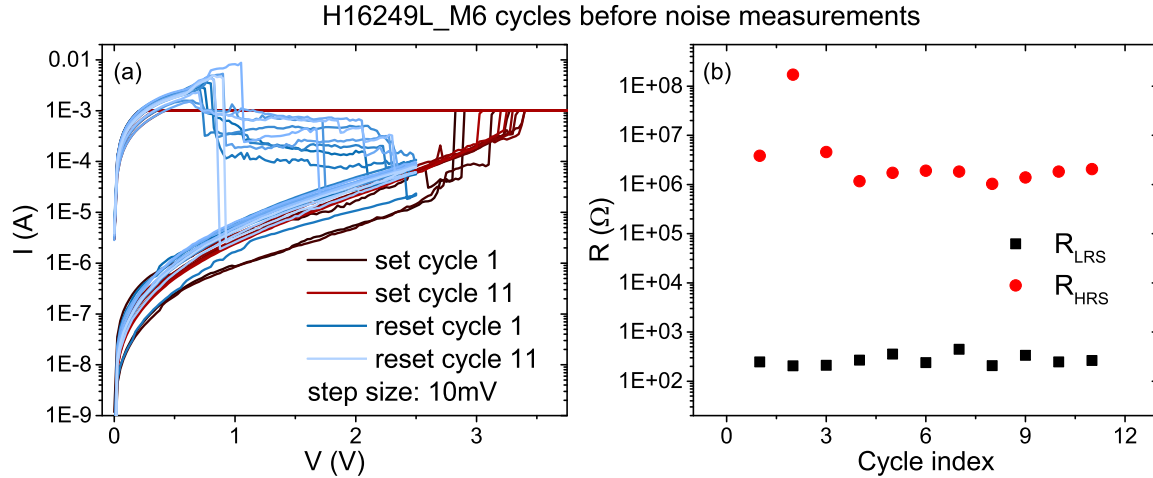 H16249L_M6 cycles before noise measurements
(a)
0.01
1E-3
1E-4
1E-5
1E-6
1E-7
1E-8
1E-9
I (A)
0
1
2
3
V (V)
set cycle 1
set cycle 11
reset cycle 1
reset cycle 11
step size: 10mV
(b)
1E+08
1E+07
1E+06
1E+05
1E+04
1E+03
1E+02
R (Ω)
0
3
6
9
12
Cycle index
R_LRS
R_HRS